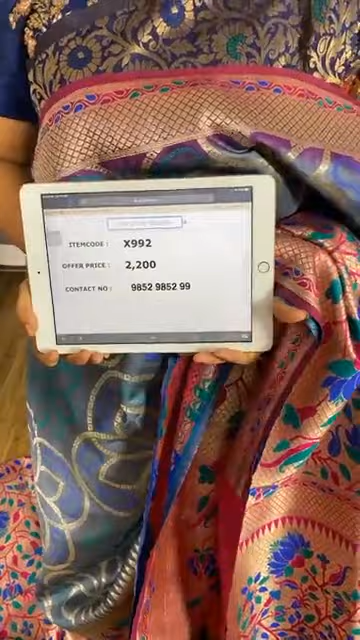 ITEMCODE : X992
OFFER PRICE : 2,200
CONTACT NO : 9852 9852 99